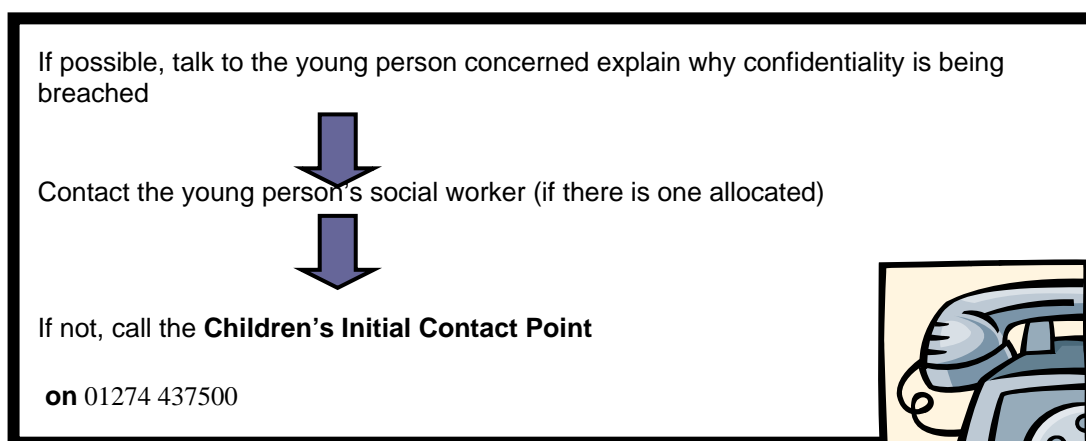 If possible, talk to the young person concerned explain why confidentiality is being
breached
Contact the young person’s social worker (if there is one allocated)
If not, call the Children’s Initial Contact Point
on 01274 437500